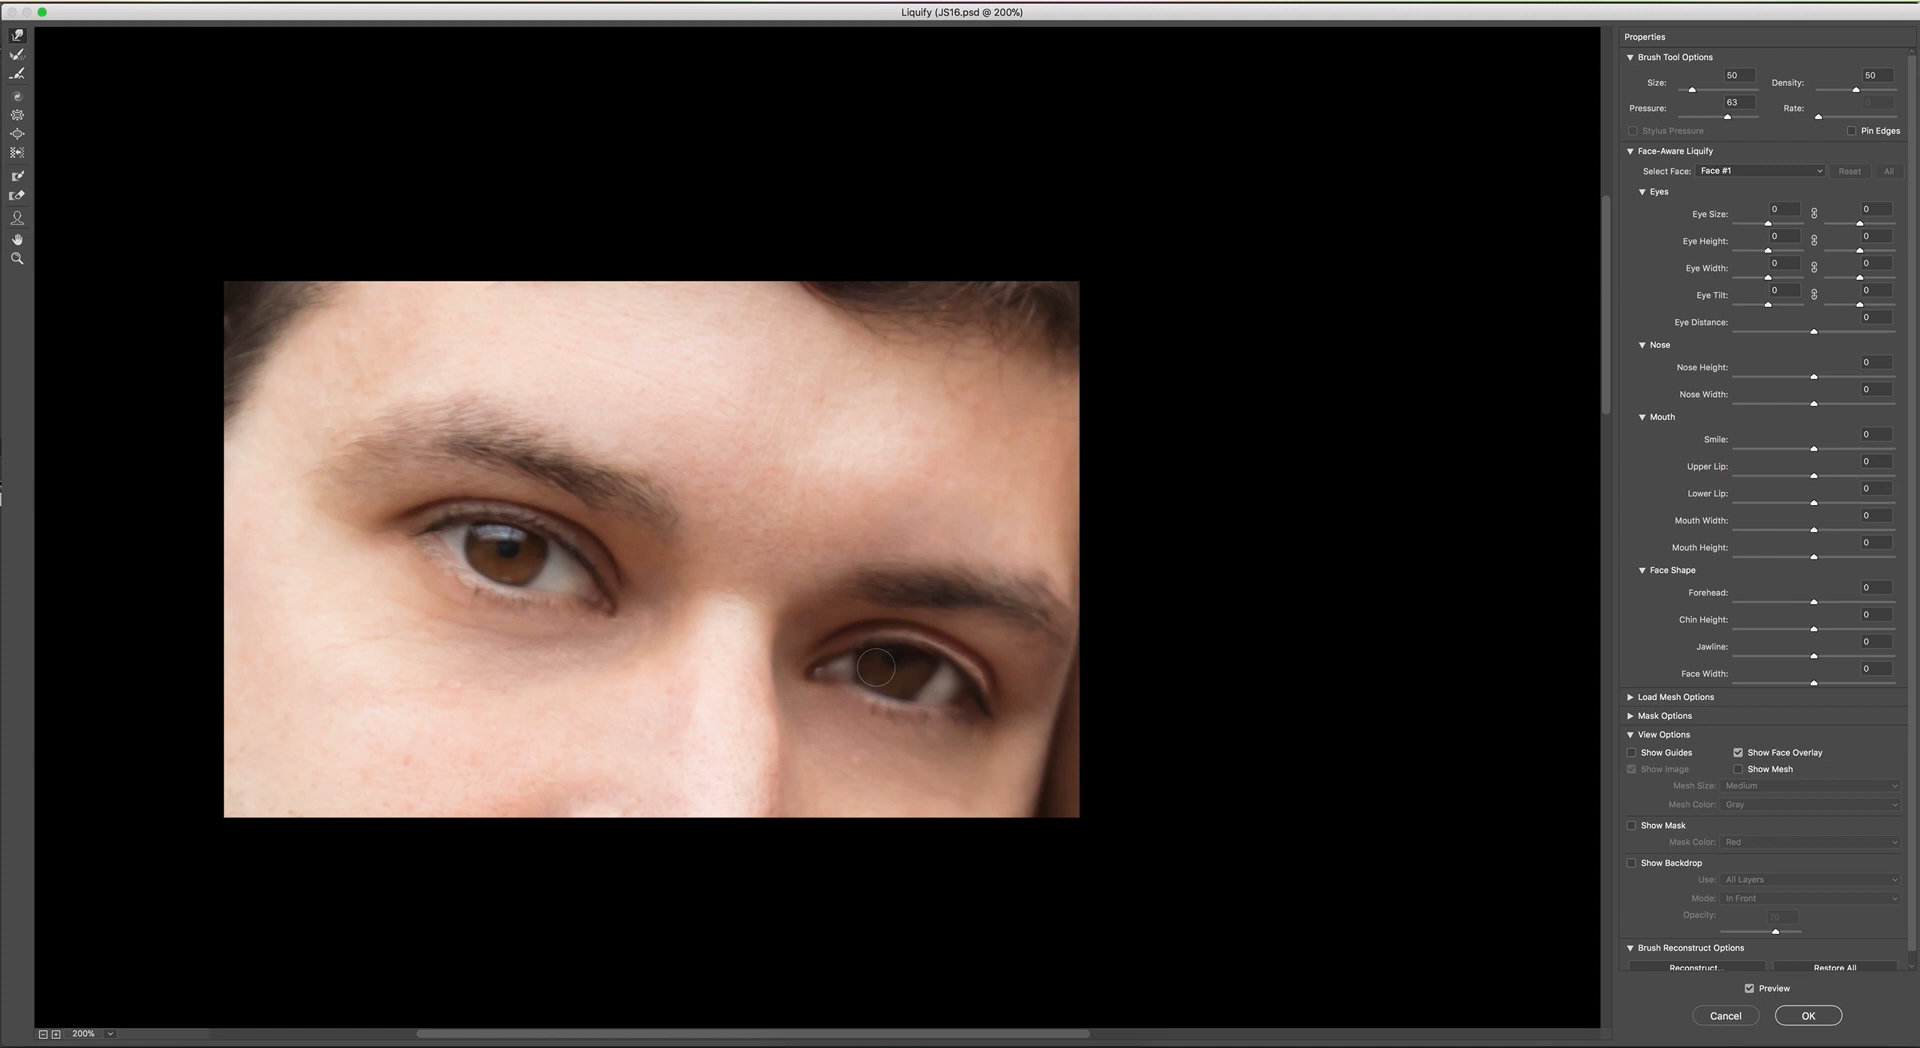 Liquify (JS16.psd @ 200%)
Properties
Brush Tool Options
Size: 50 Density: 50
Pressure: 63 Rate: 0
Stylus Pressure Pin Edges
Face-Aware Liquify
Select Face: Face #1 Reset All
Eyes
Eye Size: 0 0
Eye Height: 0 0
Eye Width: 0 0
Eye Tilt: 0 0
Eye Distance: 0
Nose
Nose Height: 0
Nose Width: 0
Mouth
Smile: 0
Upper Lip: 0
Lower Lip: 0
Mouth Width: 0
Mouth Height: 0
Face Shape
Forehead: 0
Chin Height: 0
Jawline: 0
Face Width: 0
Load Mesh Options
Mask Options
View Options
Show Guides Show Face Overlay
Show Image Show Mesh
Mesh Size: Medium
Mesh Color: Gray
Show Mask
Mask Color: Red
Show Backdrop
Use: All Layers
Mode: In Front
Opacity: 70
Brush Reconstruct Options
Reconstruct... Restore All
Preview
Cancel OK
200%